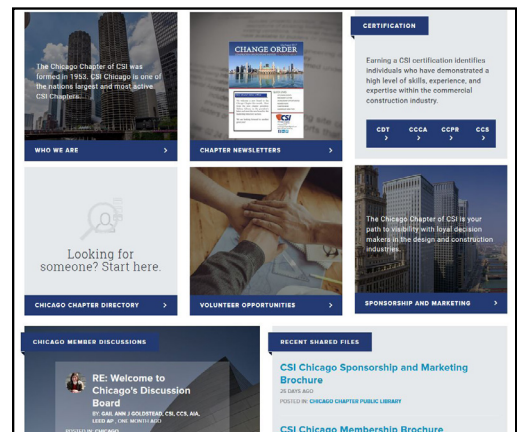 The Chicago Chapter of CSI was
formed in 1953. CSI Chicago is one of
the nations largest and most active
CSI Chapters.
WHO WE ARE >
CHANGE ORDER
CSI
CHAPTER NEWSLETTERS >
CERTIFICATION
Earning a CSI certification identifies
individuals who have demonstrated a
high level of skills, experience, and
expertise within the commercial
construction industry.
CDT CCCA CCPR CCS
> > > >
Looking for
someone? Start here.
CHICAGO CHAPTER DIRECTORY >
VOLUNTEER OPPORTUNITIES >
The Chicago Chapter of CSI is your
path to visibility with loyal decision
makers in the design and construction
industries.
SPONSORSHIP AND MARKETING >
CHICAGO MEMBER DISCUSSIONS
RE: Welcome to
Chicago's Discussion
Board
BY: GAIL ANN J GOLDSTEAD, CSI, CCS, AIA,
LEED AP , ONE MONTH AGO
POSTED IN: CHICAGO
RECENT SHARED FILES
CSI Chicago Sponsorship and Marketing
Brochure
26 DAYS AGO
POSTED IN: CHICAGO CHAPTER PUBLIC LIBRARY
CSI Chicago Membership Brochure